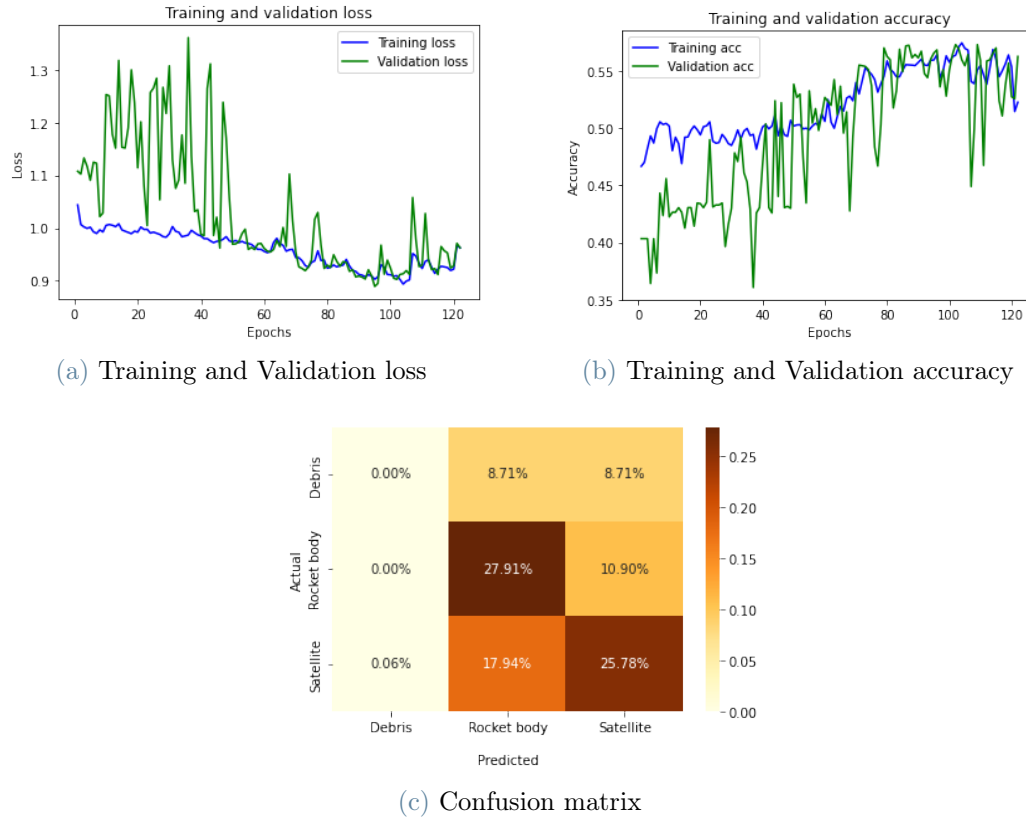 Training and validation loss
Training loss
Validation loss
1.3
1.2
1.1
1.0
0.9
Loss
0 20 40 60 80 100 120
Epochs
(a) Training and Validation loss
Training and validation accuracy
Training acc
Validation acc
0.55
0.50
0.45
0.40
0.35
Accuracy
0 20 40 60 80 100 120
Epochs
(b) Training and Validation accuracy
Actual
Debris
0.00% 8.71% 8.71%
Rocket body
0.00% 27.91% 10.90%
Satellite
0.06% 17.94% 25.78%
Debris Rocket body Satellite
Predicted
0.25
0.20
0.15
0.10
0.05
0.00
(c) Confusion matrix